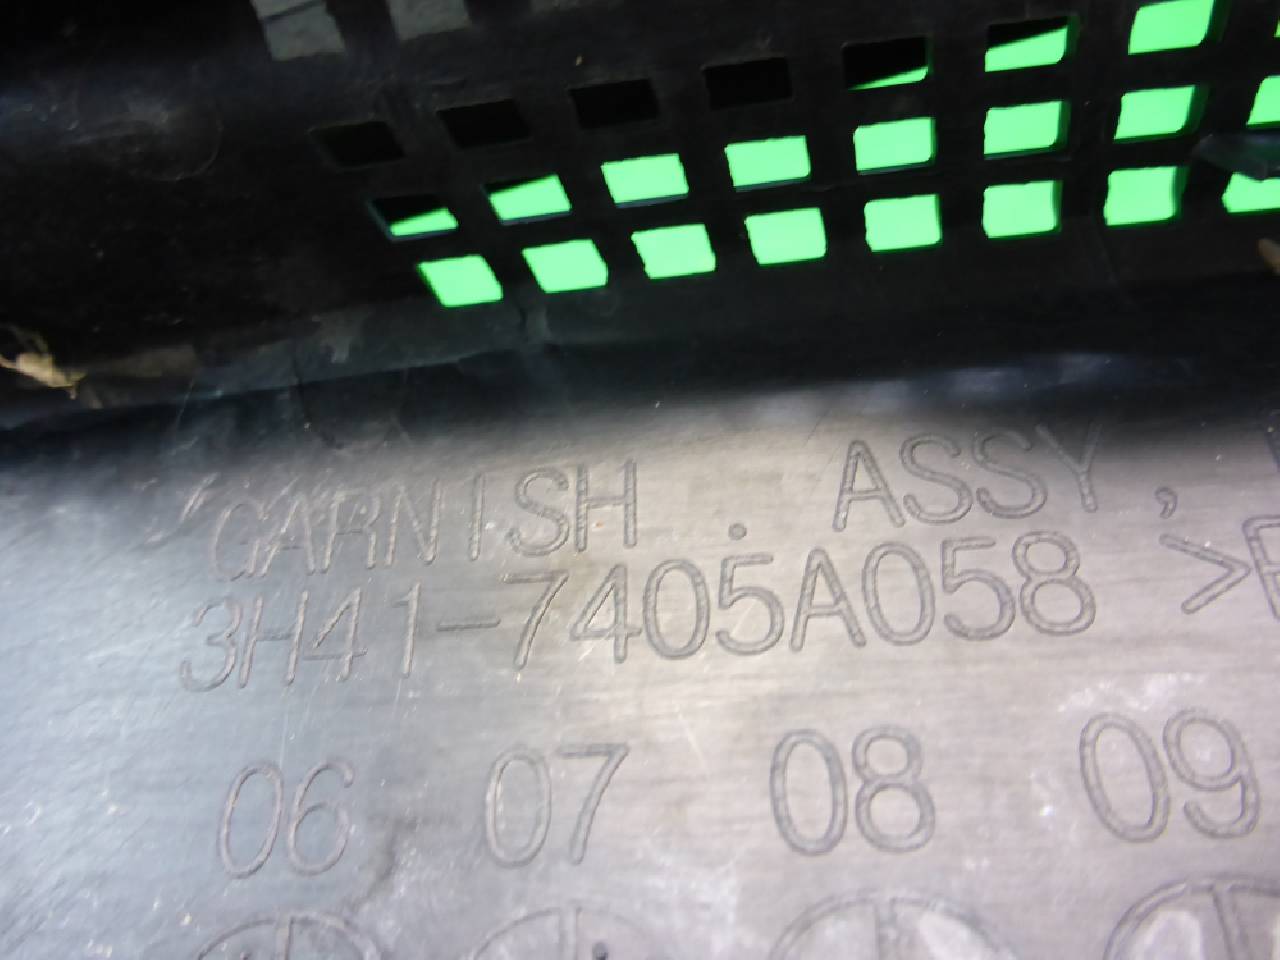 GARNISH . ASSY,
3H41-7405A058 >
06 07 08 09